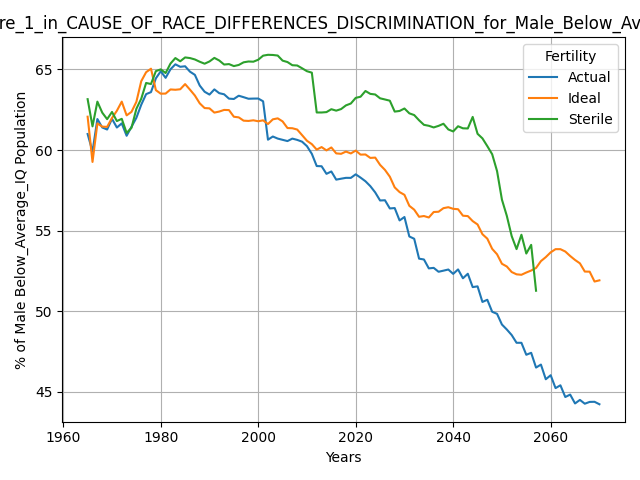 re_1_in_CAUSE_OF_RACE_DIFFERENCES_DISCRIMINATION_for_Male_Below_Av
Fertility
Actual
Ideal
Sterile
% of Male Below_Average_IQ Population
65
60
55
50
45
1960
1980
2000
2020
2040
2060
Years